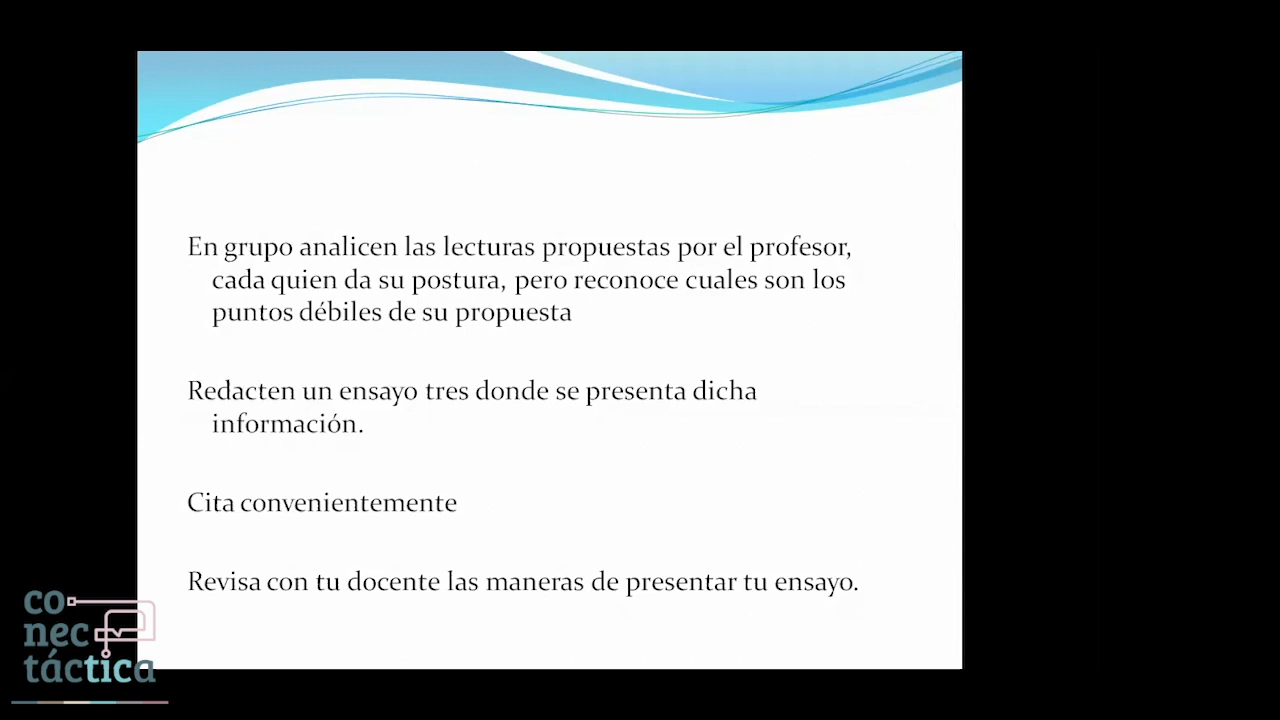 En grupo analicen las lecturas propuestas por el profesor,
cada quien da su postura, pero reconoce cuales son los
puntos débiles de su propuesta
Redacten un ensayo tres donde se presenta dicha
información.
Cita convenientemente
Revisa con tu docente las maneras de presentar tu ensayo.
co
nec
táctica